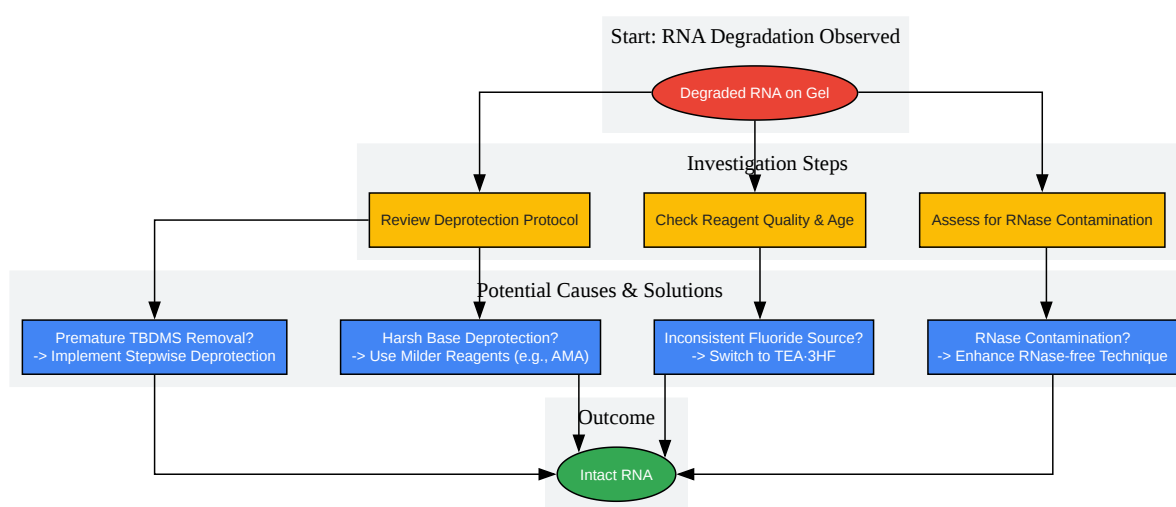 Start: RNA Degradation Observed
Degraded RNA on Gel
Investigation Steps
Review Deprotection Protocol
Check Reagent Quality & Age
Assess for RNase Contamination
Potential Causes & Solutions
Premature TBDMS Removal?
-> Implement Stepwise Deprotection
Harsh Base Deprotection?
-> Use Milder Reagents (e.g., AMA)
Inconsistent Fluoride Source?
-> Switch to TEA·3HF
RNase Contamination?
-> Enhance RNase-free Technique
Outcome
Intact RNA